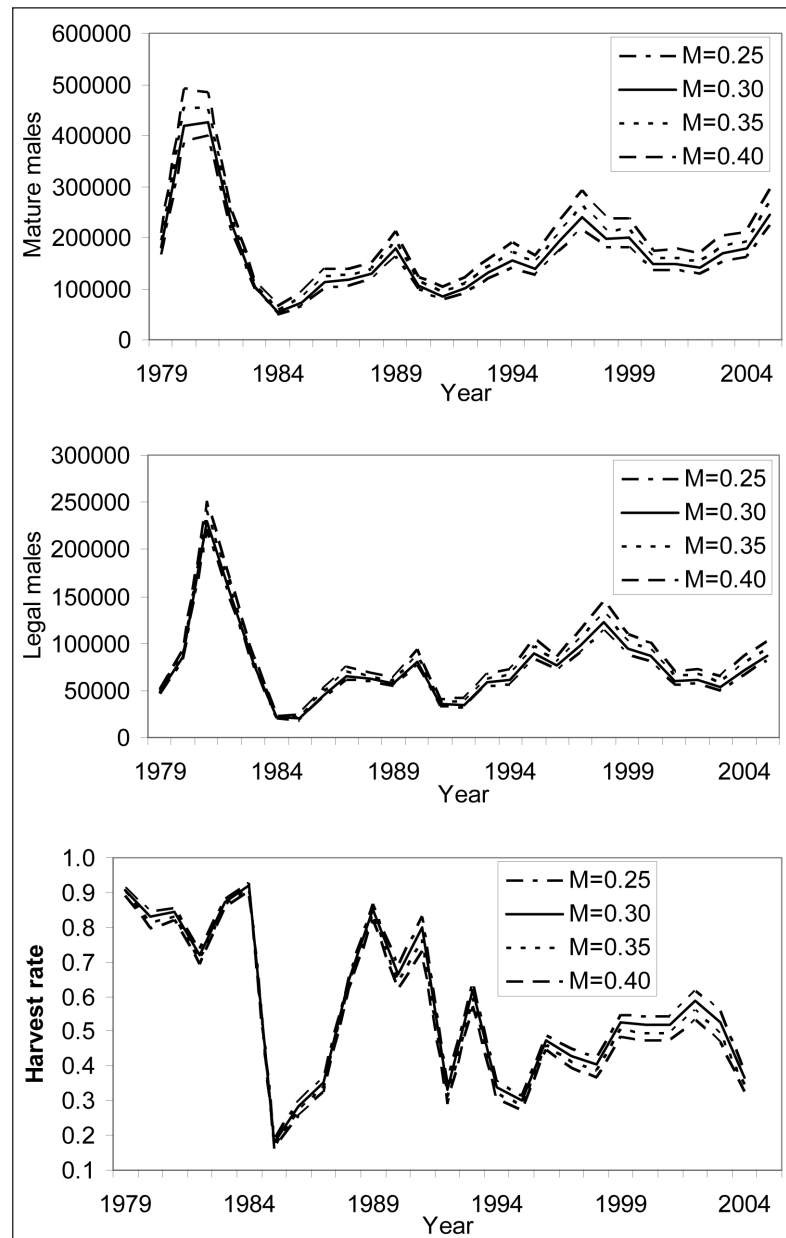 600000
500000
400000
300000
200000
100000
0
Mature males
M=0.25
M=0.30
M=0.35
M=0.40
1979 1984 1989 1994 1999 2004
Year
300000
250000
200000
150000
100000
50000
0
Legal males
M=0.25
M=0.30
M=0.35
M=0.40
1979 1984 1989 1994 1999 2004
Year
1.0
0.9
0.8
0.7
0.6
0.5
0.4
0.3
0.2
0.1
Harvest rate
M=0.25
M=0.30
M=0.35
M=0.40
1979 1984 1989 1994 1999 2004
Year